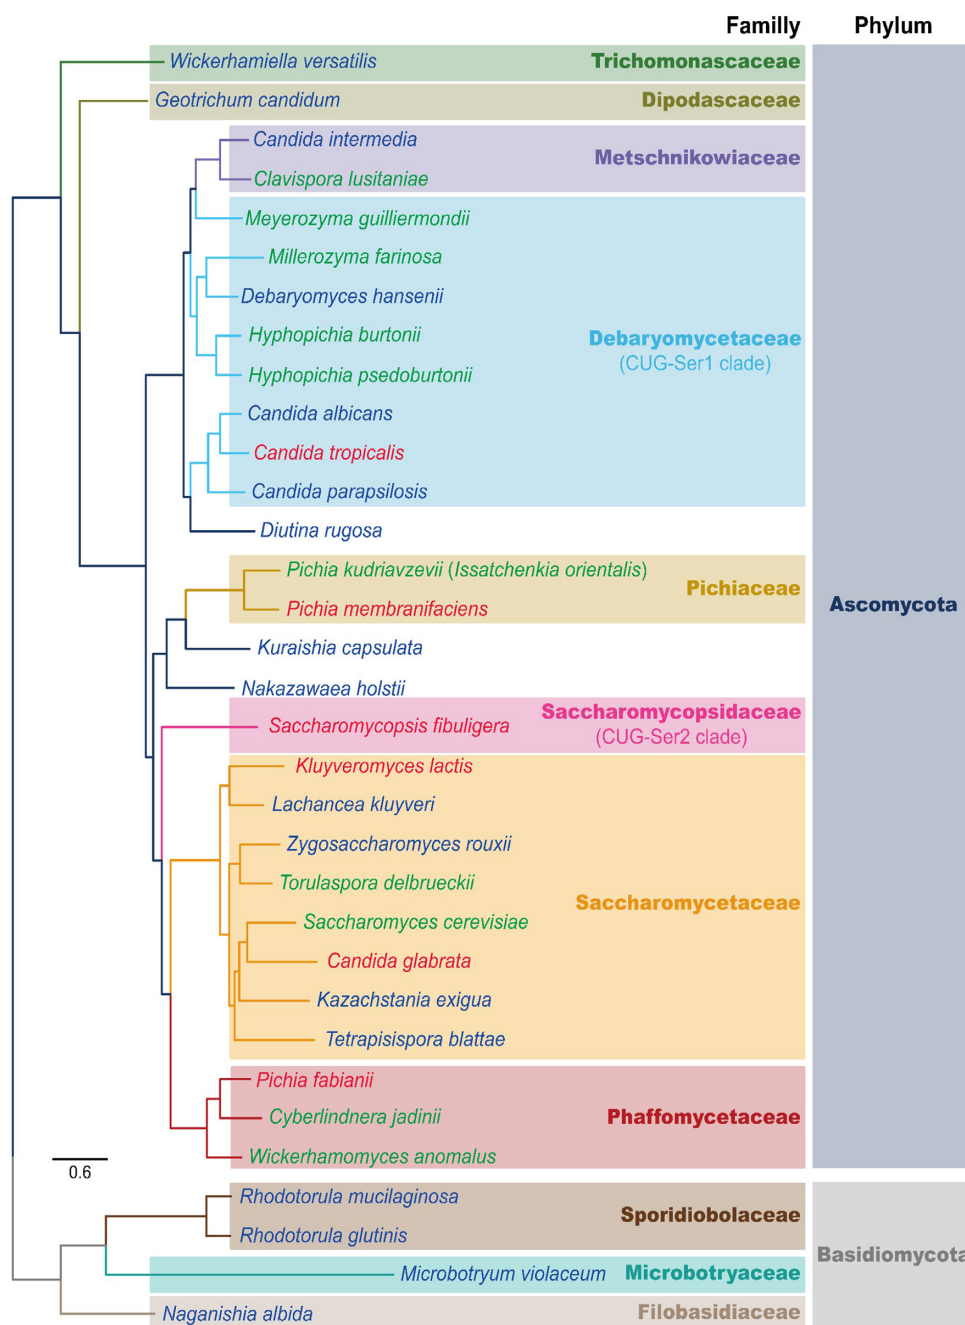 Familly Phylum
Wickerhamiella versatilis Trichomonascaceae
Geotrichum candidum Dipodascaceae
Candida intermedia
Metschnikowiaceae
Clavispora lusitaniae
Meyerozyma guilliermondii
Millerozyma farinosa
Debaryomyces hansenii
Hyphopichia burtonii
Debaryomycetaceae
(CUG-Ser1 clade)
Hyphopichia psedoburtonii
Candida albicans
Candida tropicalis
Candida parapsilosis
Diutina rugosa
Pichia kudriavzevii (Issatchenkia orientalis)
Pichiaceae
Pichia membranifaciens
Ascomycota
Kuraishia capsulata
Nakazawaea holstii
Saccharomycopsidaceae
Saccharomycopsis fibuligera
(CUG-Ser2 clade)
Kluyveromyces lactis
Lachancea kluyveri
Zygosaccharomyces rouxii
Torulaspora delbrueckii
Saccharomycetaceae
Saccharomyces cerevisiae
Candida glabrata
Kazachstania exigua
Tetrapisispora blattae
Pichia fabianii
Cyberlindnera jadinii Phaffomycetaceae
Wickerhamomyces anomalus
0.6
Rhodotorula mucilaginosa
Sporidiobolaceae
Rhodotorula glutinis
Basidiomycota
Microbotryum violaceum Microbotryaceae
Naganishia albida Filobasidiaceae